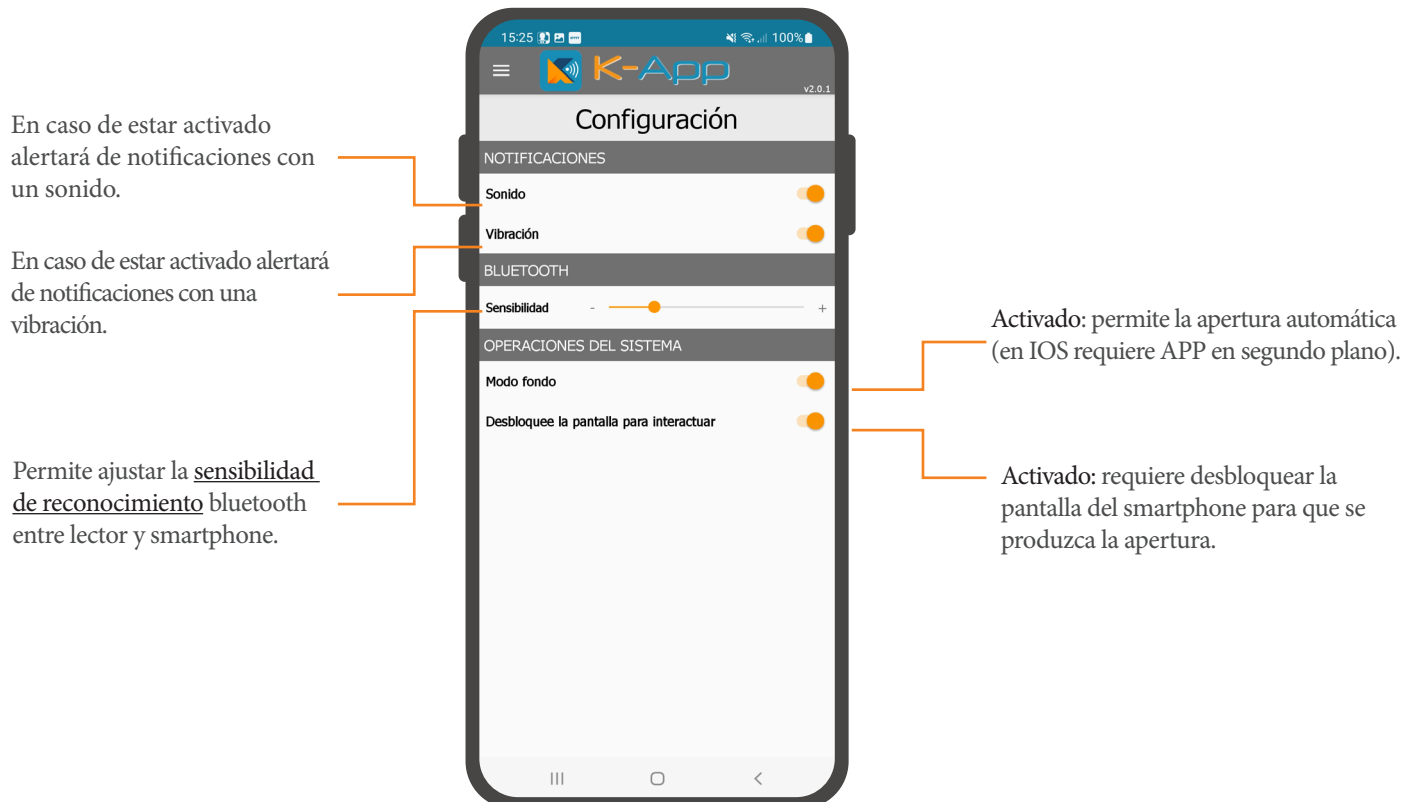 15:25
100%
K-App
v2.0.1
Configuración
NOTIFICACIONES
Sonido
Vibración
BLUETOOTH
Sensibilidad - +
OPERACIONES DEL SISTEMA
Modo fondo
Desbloquee la pantalla para interactuar
En caso de estar activado
alertará de notificaciones con
un sonido.
En caso de estar activado alertará
de notificaciones con una
vibración.
Permite ajustar la sensibilidad
de reconocimiento bluetooth
entre lector y smartphone.
Activado: permite la apertura automática
(en IOS requiere APP en segundo plano).
Activado: requiere desbloquear la
pantalla del smartphone para que se
produzca la apertura.